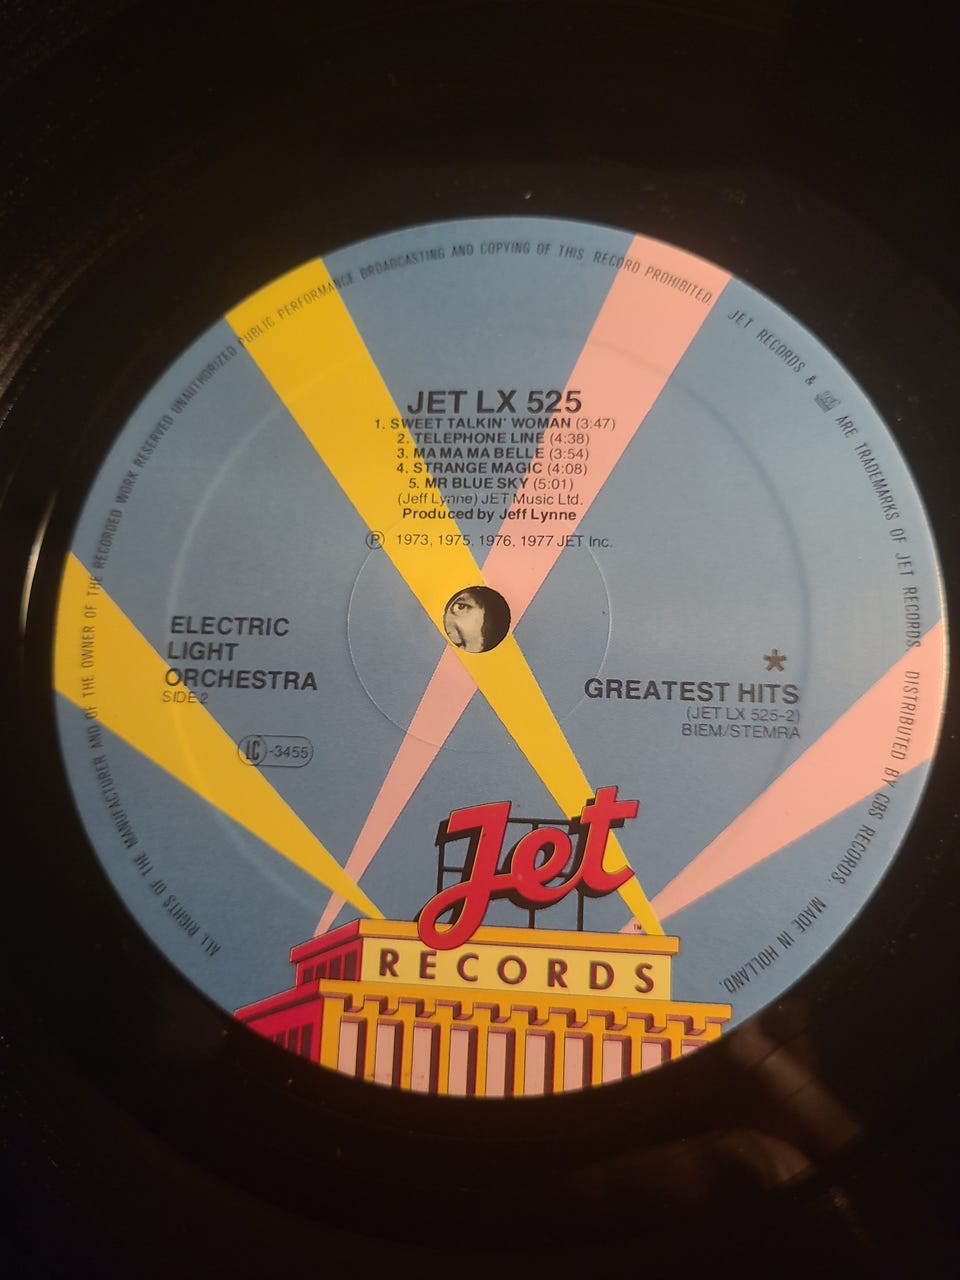 ALL RIGHTS OF THE MANUFACTURER AND OF THE OWNER OF THE RECORDED WORK RESERVED UNAUTHORIZED PUBLIC PERFORMANCE BROADCASTING AND COPYING OF THIS RECORD PROHIBITED.
JET RECORDS & ARE TRADEMARKS OF JET RECORDS. DISTRIBUTED BY CBS RECORDS. MADE IN HOLLAND.
JET LX 525
1. SWEET TALKIN' WOMAN (3:47)
2. TELEPHONE LINE (4:38)
3. MA MA MA BELLE (3:54)
4. STRANGE MAGIC (4:08)
5. MR BLUE SKY (5:01)
(Jeff Lynne) JET Music Ltd.
Produced by Jeff Lynne
Ⓟ 1973, 1975, 1976, 1977 JET Inc.
ELECTRIC
LIGHT
ORCHESTRA
SIDE 2
LC-3455
*
GREATEST HITS
(JET LX 525-2)
BIEM/STEMRA
Jet
RECORDS
™